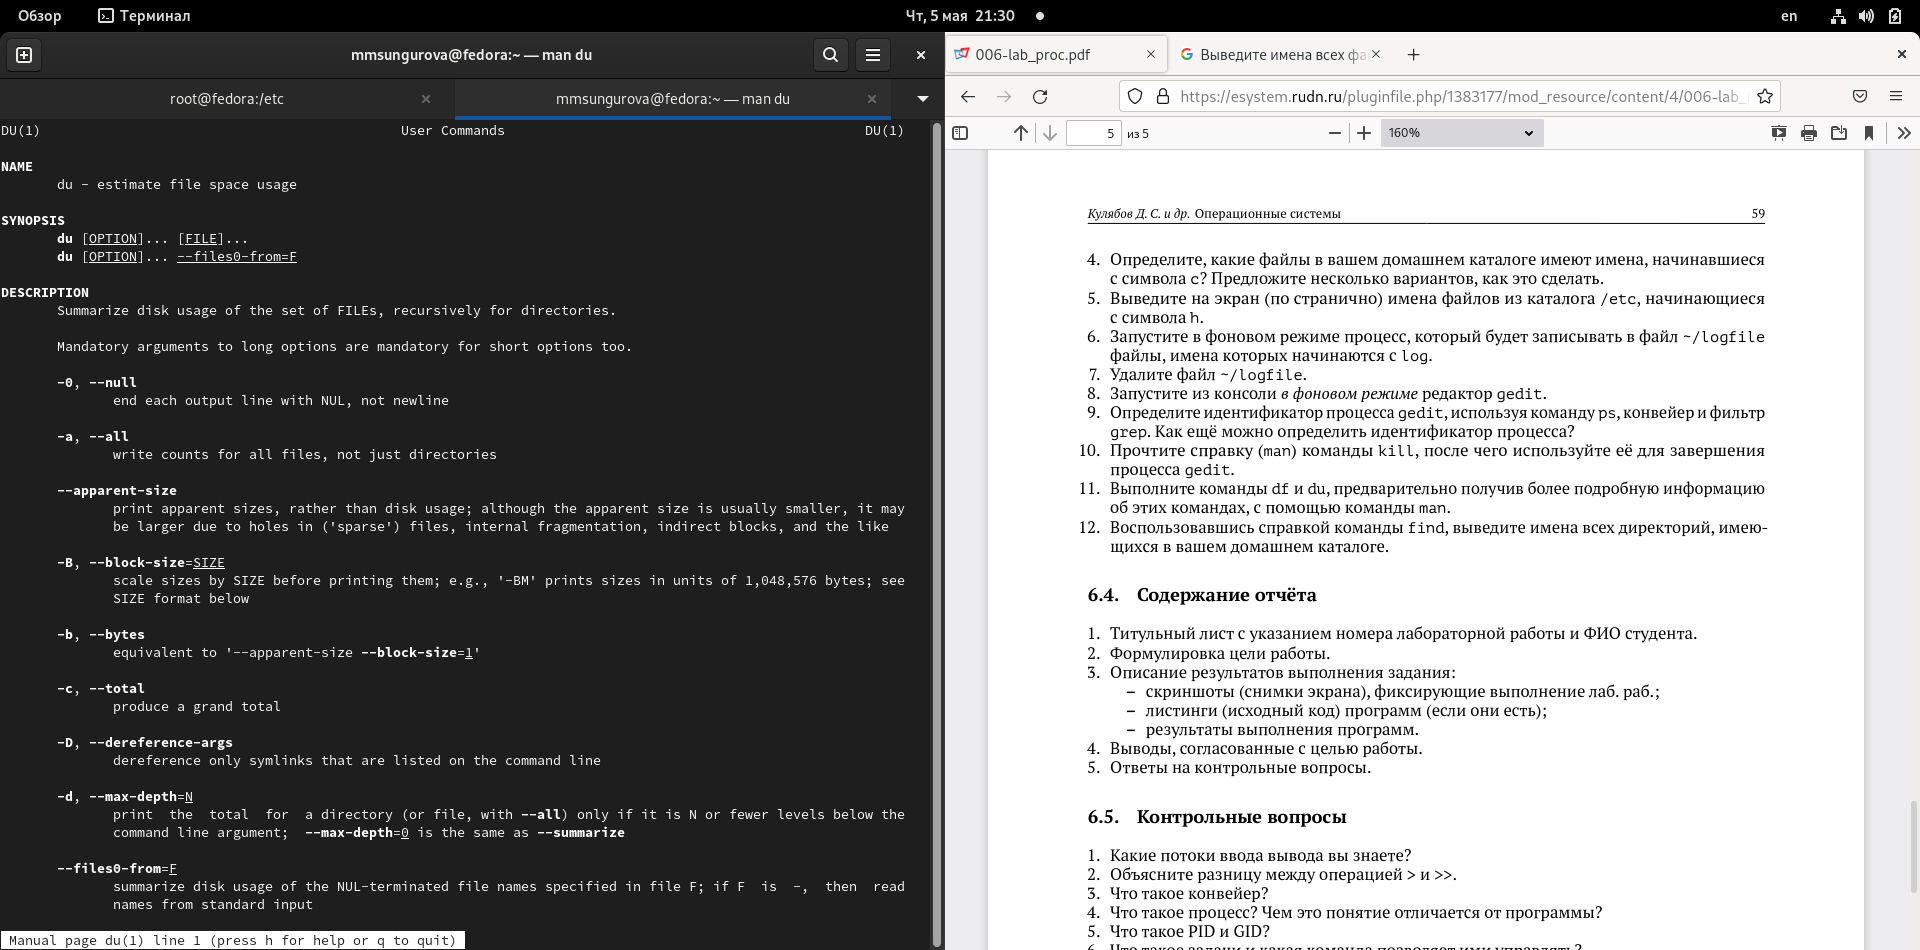 Обзор
Терминал
Чт, 5 мая 21:30
en
mmsungurova@fedora:~ — man du
root@fedora:/etc
mmsungurova@fedora:~ — man du
DU(1) User Commands DU(1)
NAME
du - estimate file space usage
SYNOPSIS
du [OPTION]... [FILE]...
du [OPTION]... --files0-from=F
DESCRIPTION
Summarize disk usage of the set of FILEs, recursively for directories.
Mandatory arguments to long options are mandatory for short options too.
-0, --null
end each output line with NUL, not newline
-a, --all
write counts for all files, not just directories
--apparent-size
print apparent sizes, rather than disk usage; although the apparent size is usually smaller, it may
be larger due to holes in ('sparse') files, internal fragmentation, indirect blocks, and the like
-B, --block-size=SIZE
scale sizes by SIZE before printing them; e.g., '-BM' prints sizes in units of 1,048,576 bytes; see
SIZE format below
-b, --bytes
equivalent to '--apparent-size --block-size=1'
-c, --total
produce a grand total
-D, --dereference-args
dereference only symlinks that are listed on the command line
-d, --max-depth=N
print the total for a directory (or file, with --all) only if it is N or fewer levels below the
command line argument; --max-depth=0 is the same as --summarize
--files0-from=F
summarize disk usage of the NUL-terminated file names specified in file F; if F is -, then read
names from standard input
Manual page du(1) line 1 (press h for help or q to quit)
006-lab_proc.pdf
Выведите имена всех фа
https://esystem.rudn.ru/pluginfile.php/1383177/mod_resource/content/4/006-lab_
5 из 5
160%
Кулябов Д. С. и др. Операционные системы 59
4. Определите, какие файлы в вашем домашнем каталоге имеют имена, начинавшиеся
с символа c? Предложите несколько вариантов, как это сделать.
5. Выведите на экран (по странично) имена файлов из каталога /etc, начинающиеся
с символа h.
6. Запустите в фоновом режиме процесс, который будет записывать в файл ~/logfile
файлы, имена которых начинаются с log.
7. Удалите файл ~/logfile.
8. Запустите из консоли в фоновом режиме редактор gedit.
9. Определите идентификатор процесса gedit, используя команду ps, конвейер и фильтр
grep. Как ещё можно определить идентификатор процесса?
10. Прочтите справку (man) команды kill, после чего используйте её для завершения
процесса gedit.
11. Выполните команды df и du, предварительно получив более подробную информацию
об этих командах, с помощью команды man.
12. Воспользовавшись справкой команды find, выведите имена всех директорий, имею-
щихся в вашем домашнем каталоге.
6.4. Содержание отчёта
1. Титульный лист с указанием номера лабораторной работы и ФИО студента.
2. Формулировка цели работы.
3. Описание результатов выполнения задания:
– скриншоты (снимки экрана), фиксирующие выполнение лаб. раб.;
– листинги (исходный код) программ (если они есть);
– результаты выполнения программ.
4. Выводы, согласованные с целью работы.
5. Ответы на контрольные вопросы.
6.5. Контрольные вопросы
1. Какие потоки ввода вывода вы знаете?
2. Объясните разницу между операцией > и >>.
3. Что такое конвейер?
4. Что такое процесс? Чем это понятие отличается от программы?
5. Что такое PID и GID?
6. Что такое задачи и какая команда позволяет ими управлять?